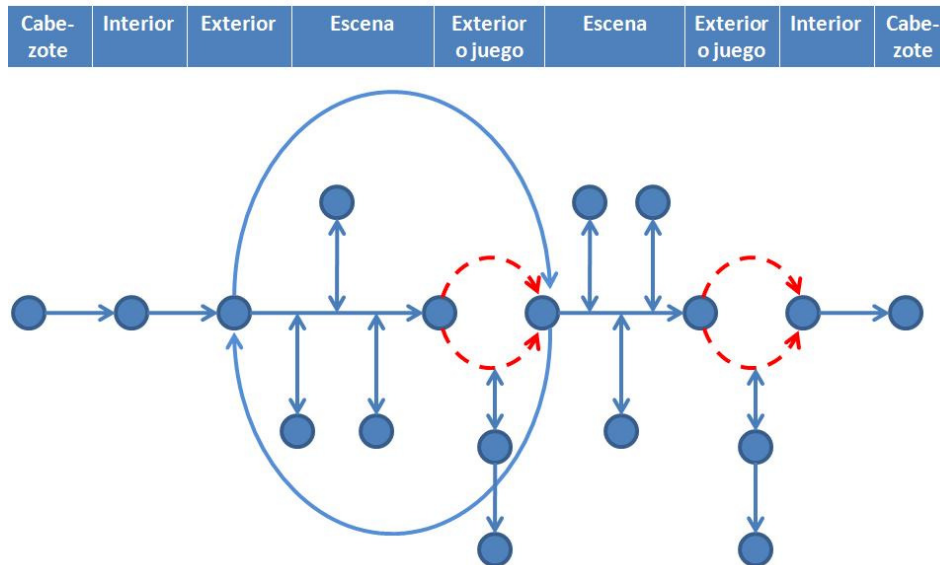 Cabe-
zote
Interior
Exterior
Escena
Exterior
o juego
Escena
Exterior
o juego
Interior
Cabe-
zote